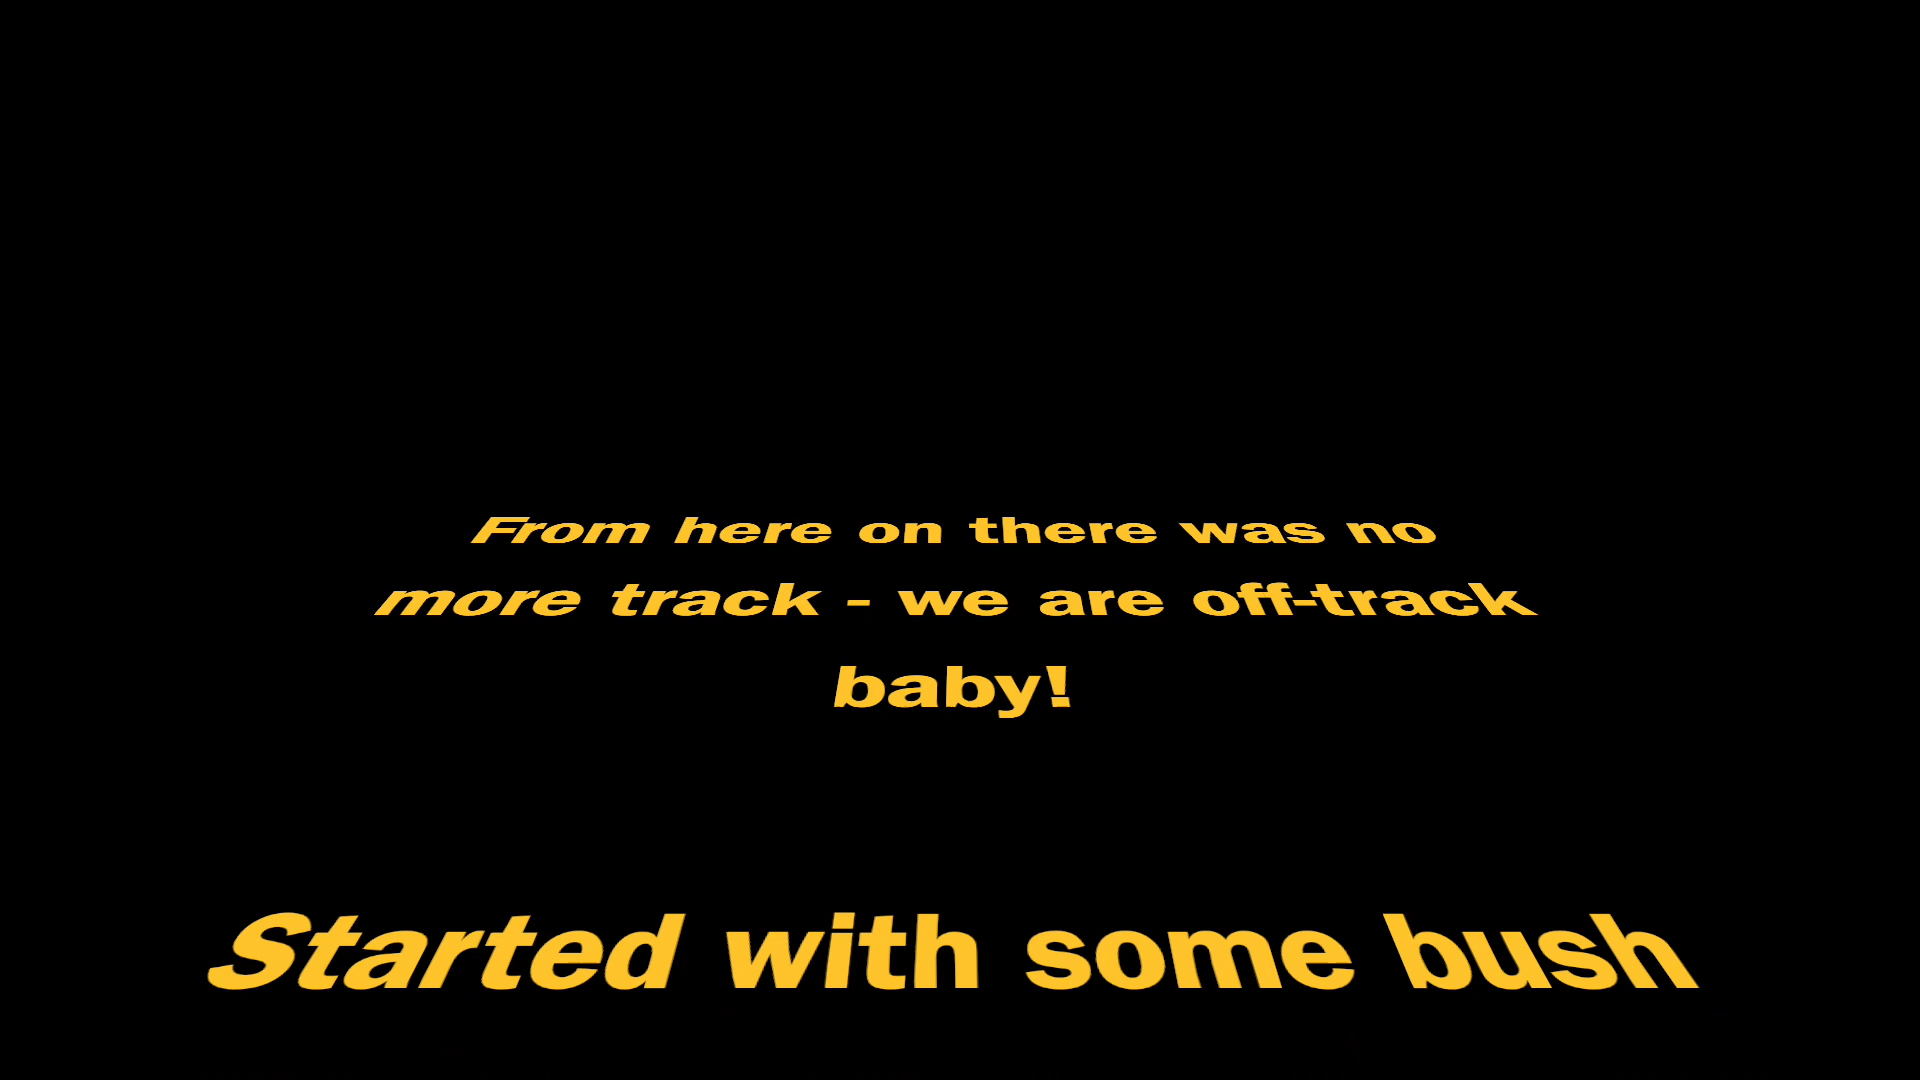 From here on there was no
more track - we are off-track
baby!
Started with some bush